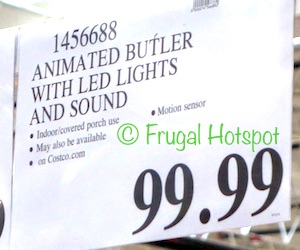 1456688
ANIMATED BUTLER
WITH LED LIGHTS
AND SOUND
• Indoor/covered porch use
• May also be available
• on Costco.com
• Motion sensor
© Frugal Hotspot
99.99